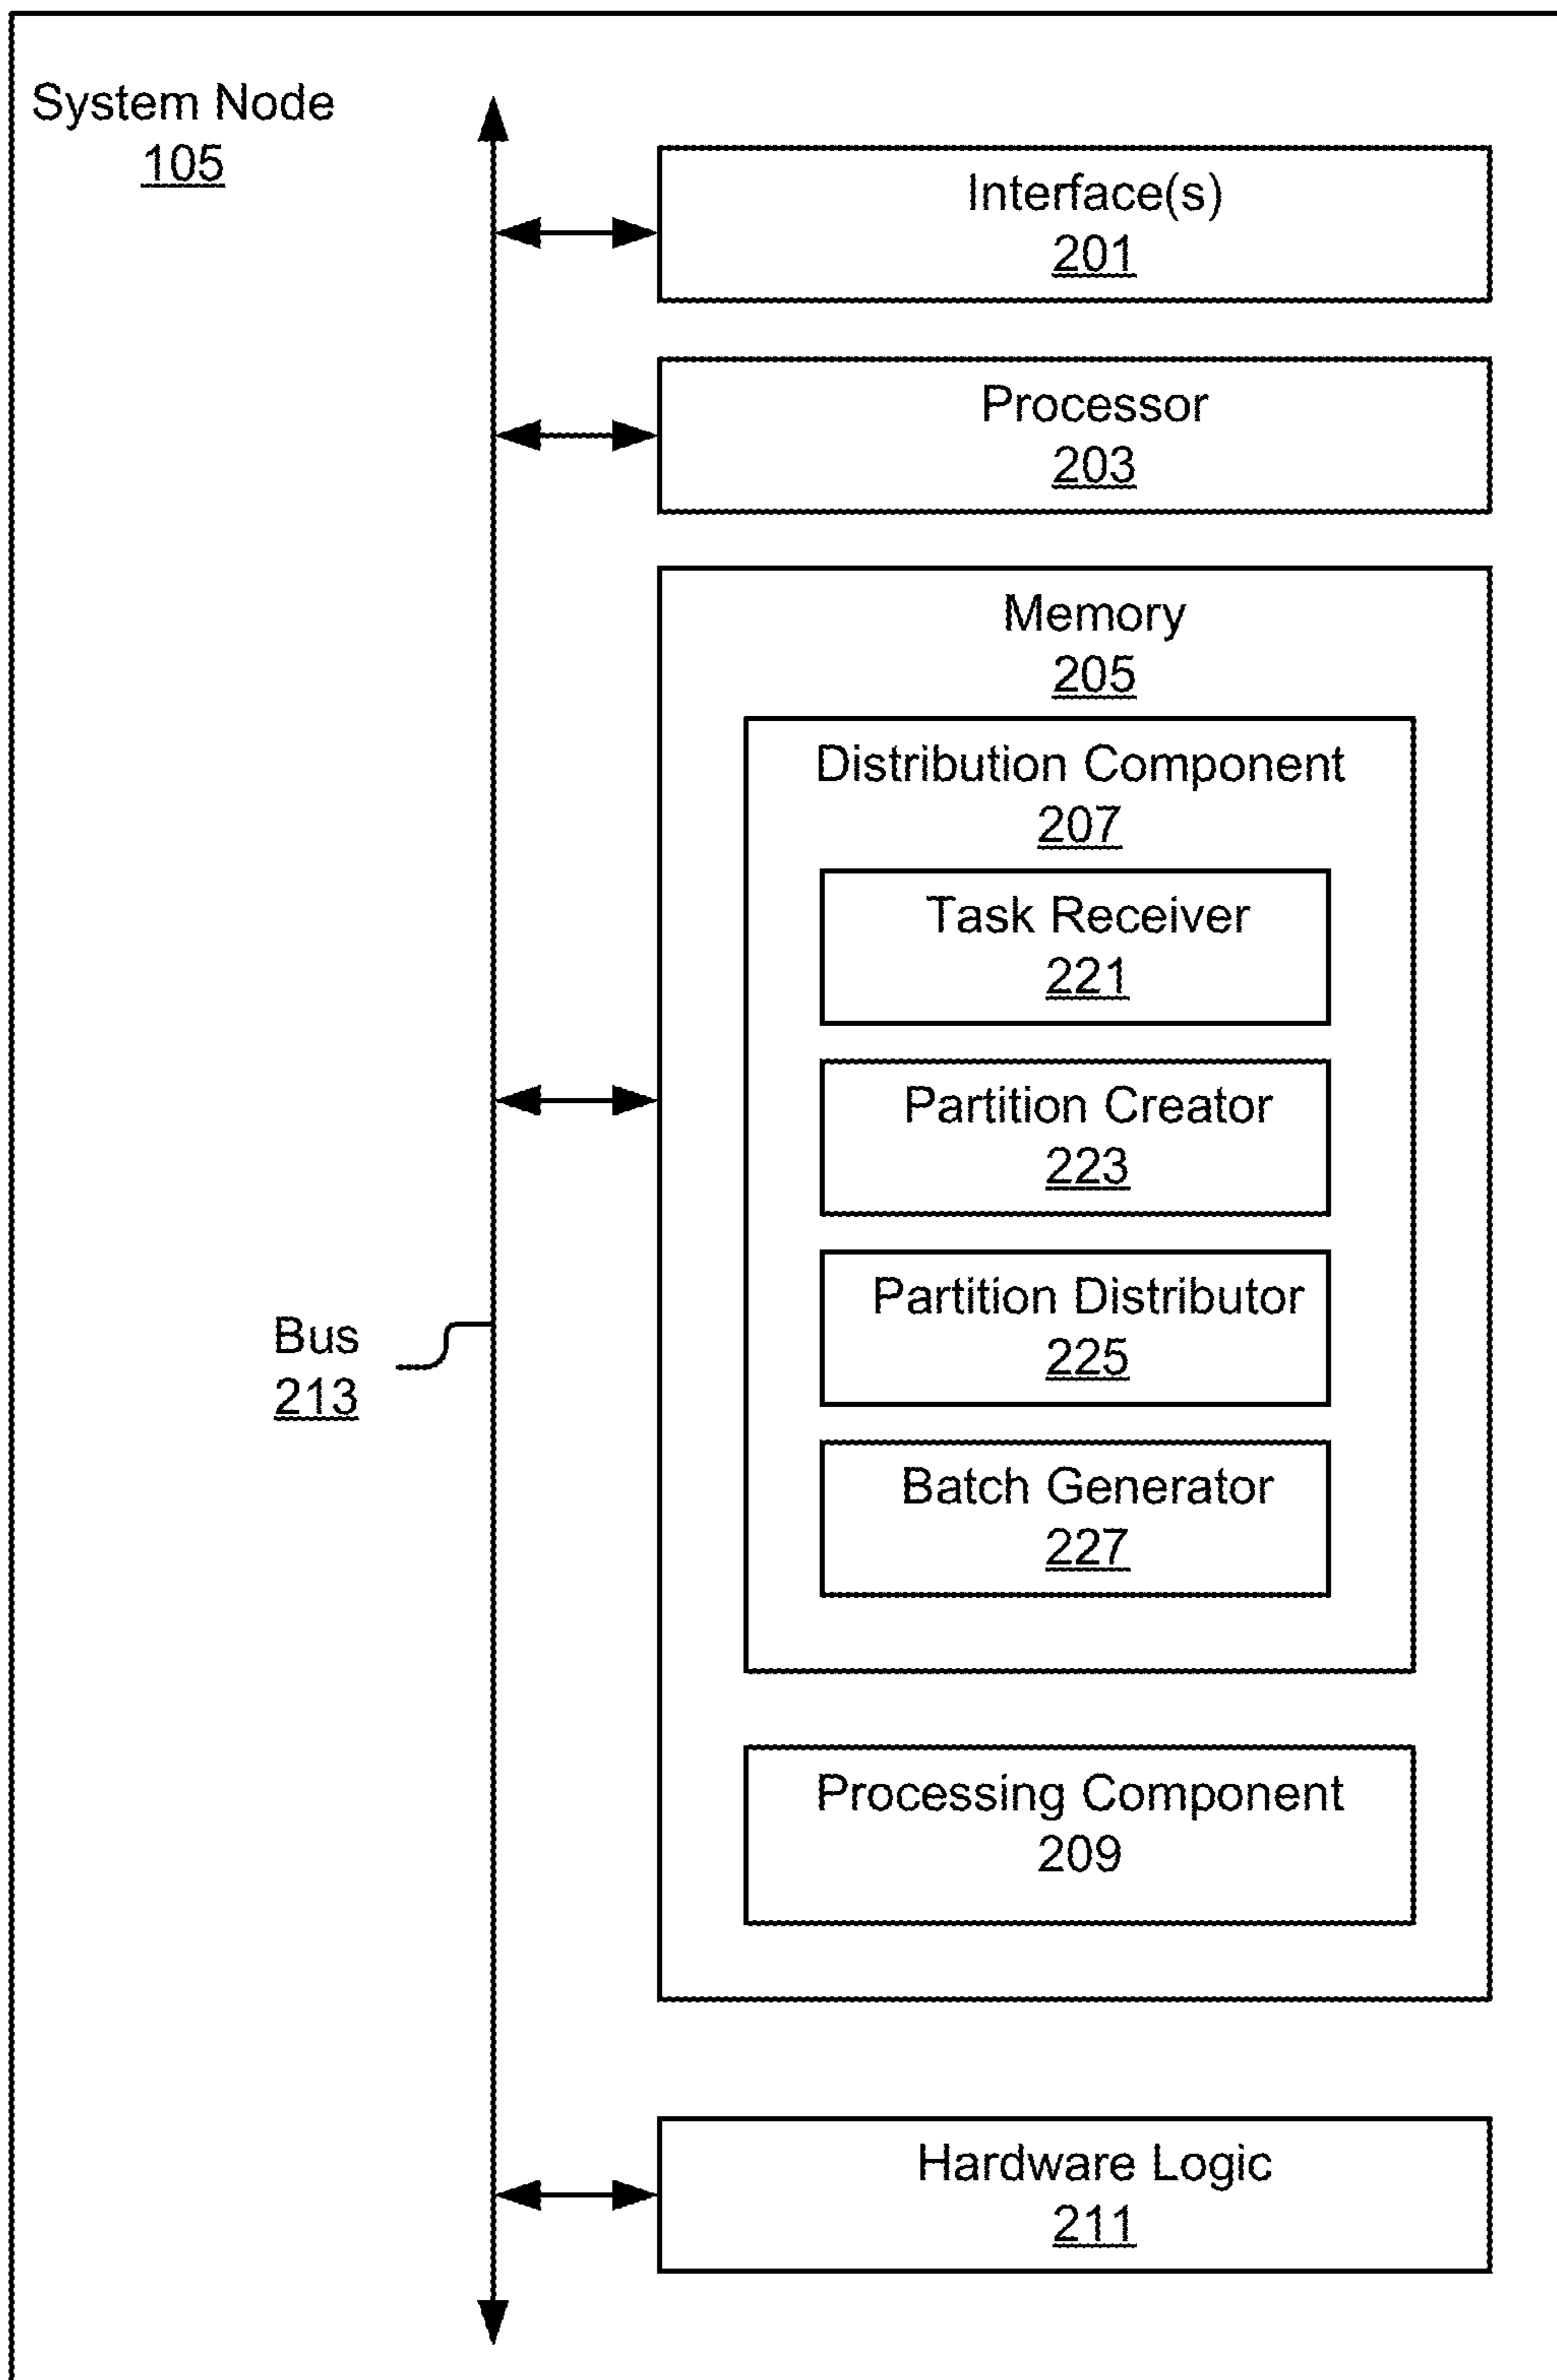 System Node
105
Interface(s)
201
Processor
203
Memory
205
Distribution Component
207
Task Receiver
221
Partition Creator
223
Partition Distributor
225
Bus
213
Batch Generator
227
Processing Component
209
Hardware Logic
211